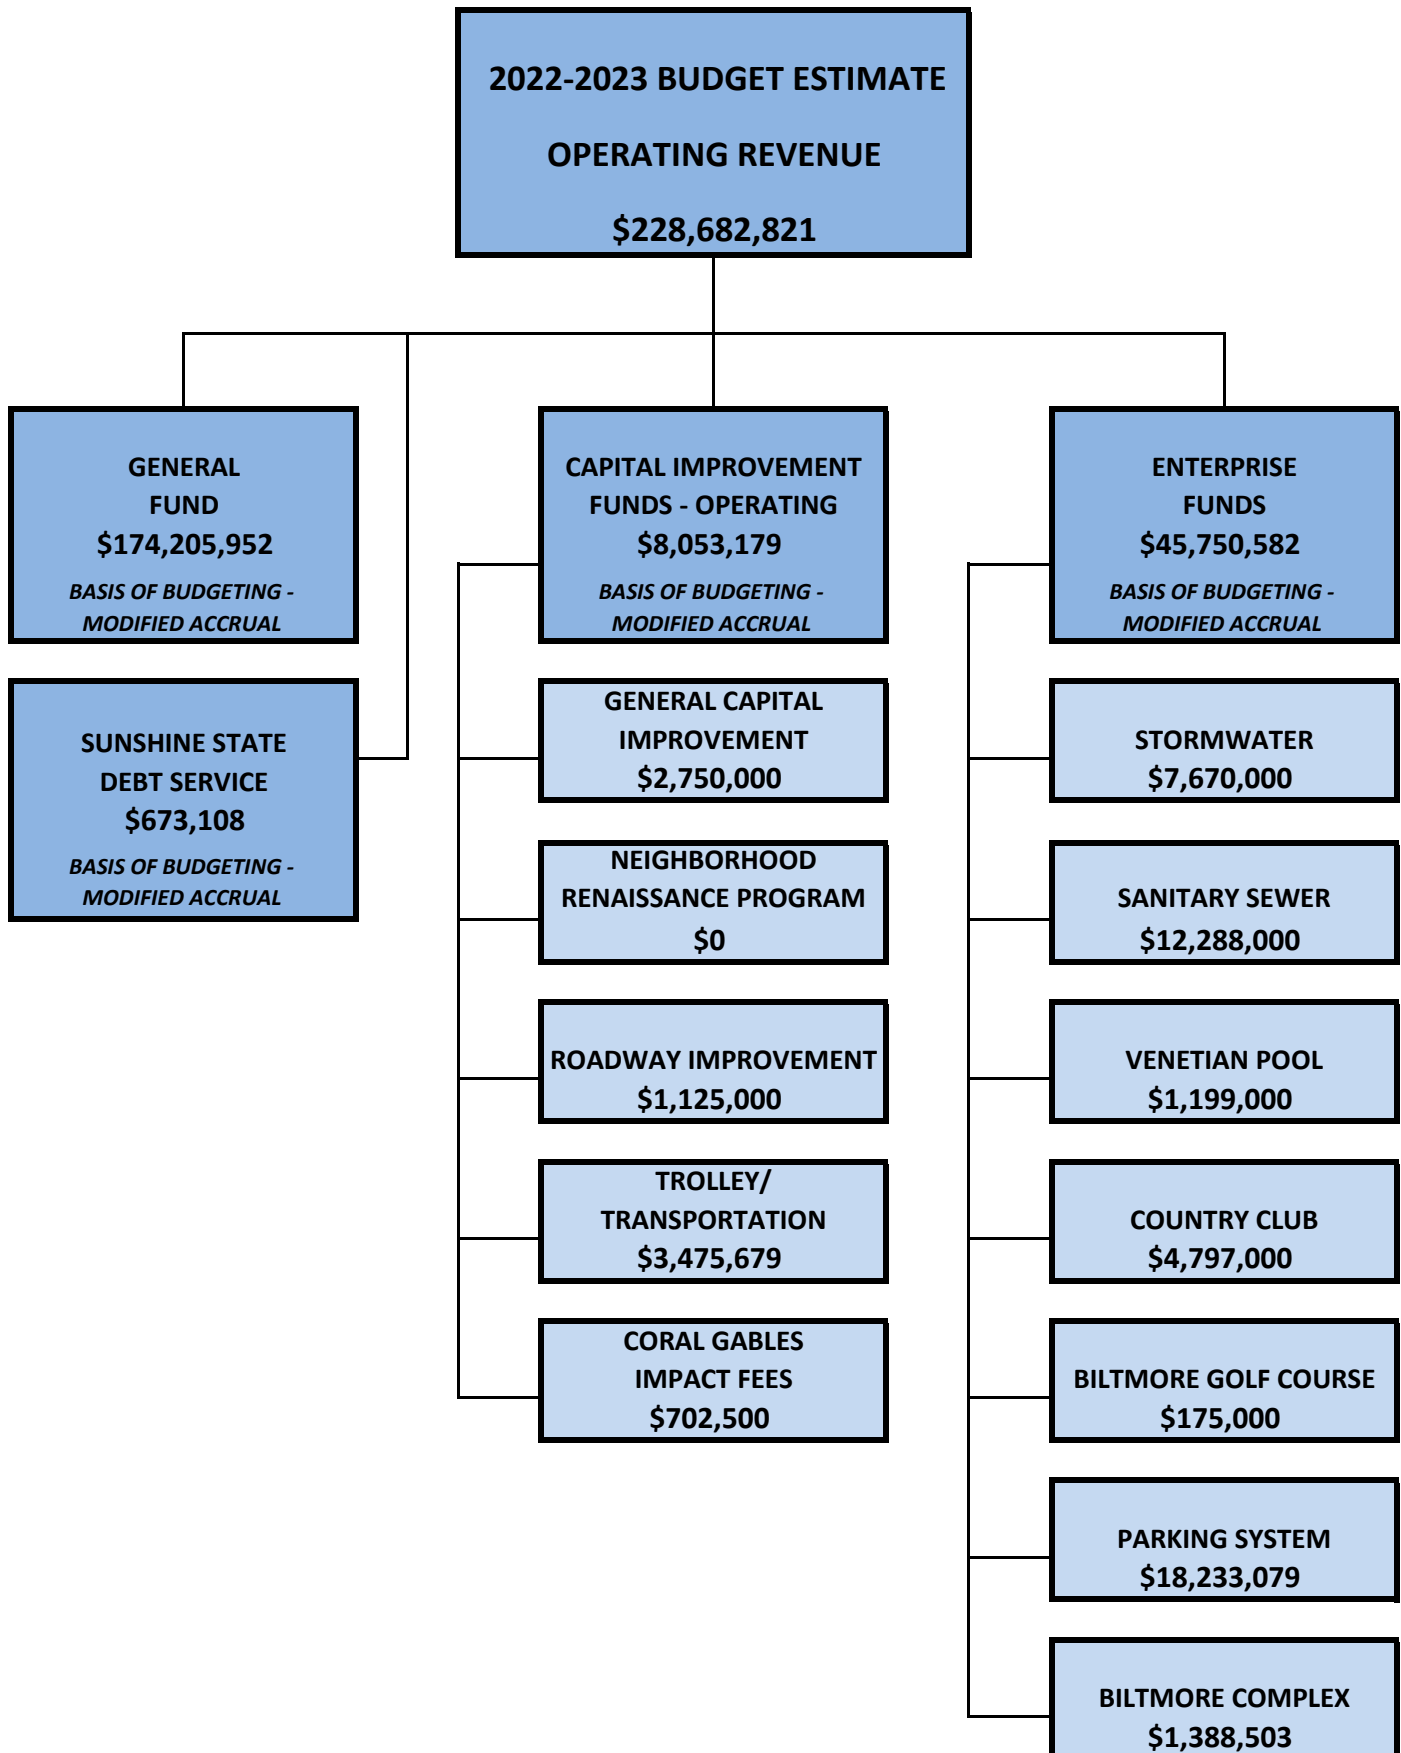 2022-2023 BUDGET ESTIMATE
OPERATING REVENUE
$228,682,821
GENERAL
FUND
$174,205,952
BASIS OF BUDGETING -
MODIFIED ACCRUAL
SUNSHINE STATE
DEBT SERVICE
$673,108
BASIS OF BUDGETING -
MODIFIED ACCRUAL
CAPITAL IMPROVEMENT
FUNDS - OPERATING
$8,053,179
BASIS OF BUDGETING -
MODIFIED ACCRUAL
GENERAL CAPITAL
IMPROVEMENT
$2,750,000
NEIGHBORHOOD
RENAISSANCE PROGRAM
$0
ROADWAY IMPROVEMENT
$1,125,000
TROLLEY/
TRANSPORTATION
$3,475,679
CORAL GABLES
IMPACT FEES
$702,500
ENTERPRISE
FUNDS
$45,750,582
BASIS OF BUDGETING -
MODIFIED ACCRUAL
STORMWATER
$7,670,000
SANITARY SEWER
$12,288,000
VENETIAN POOL
$1,199,000
COUNTRY CLUB
$4,797,000
BILTMORE GOLF COURSE
$175,000
PARKING SYSTEM
$18,233,079
BILTMORE COMPLEX
$1,388,503